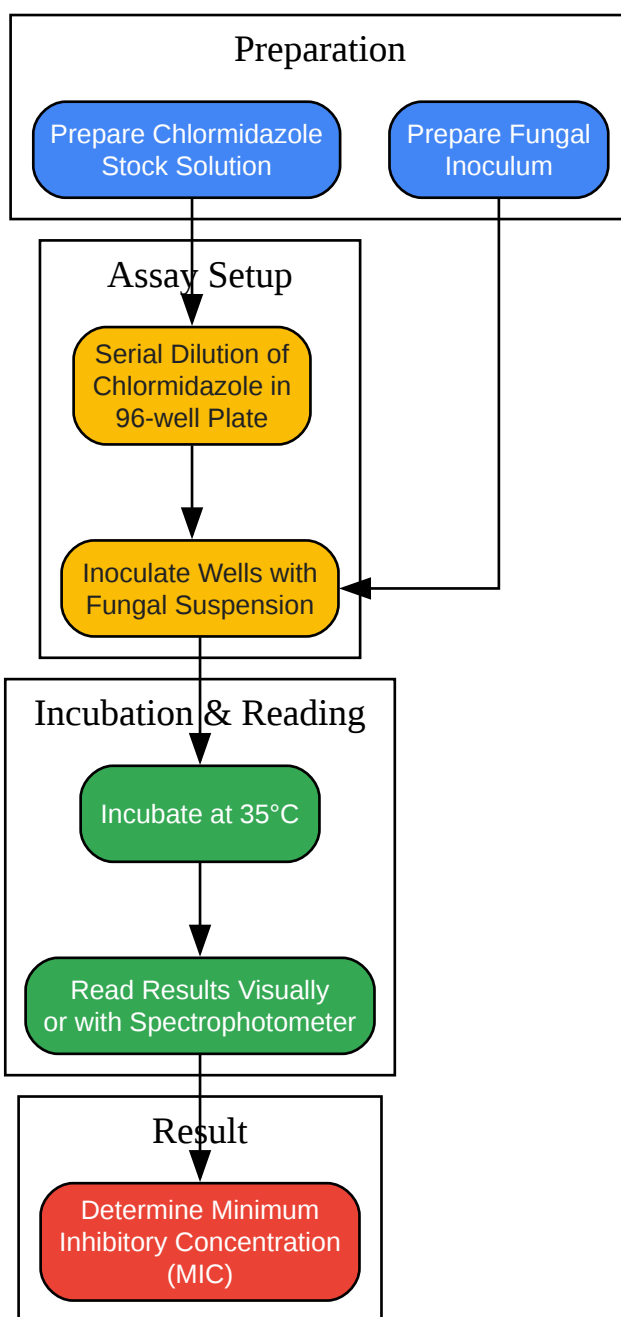 Preparation
Prepare Chlormidazole
Stock Solution
Prepare Fungal
Inoculum
Assay Setup
Serial Dilution of
Chlormidazole in
96-well Plate
Inoculate Wells with
Fungal Suspension
Incubation & Reading
Incubate at 35°C
Read Results Visually
or with Spectrophotometer
Result
Determine Minimum
Inhibitory Concentration
(MIC)